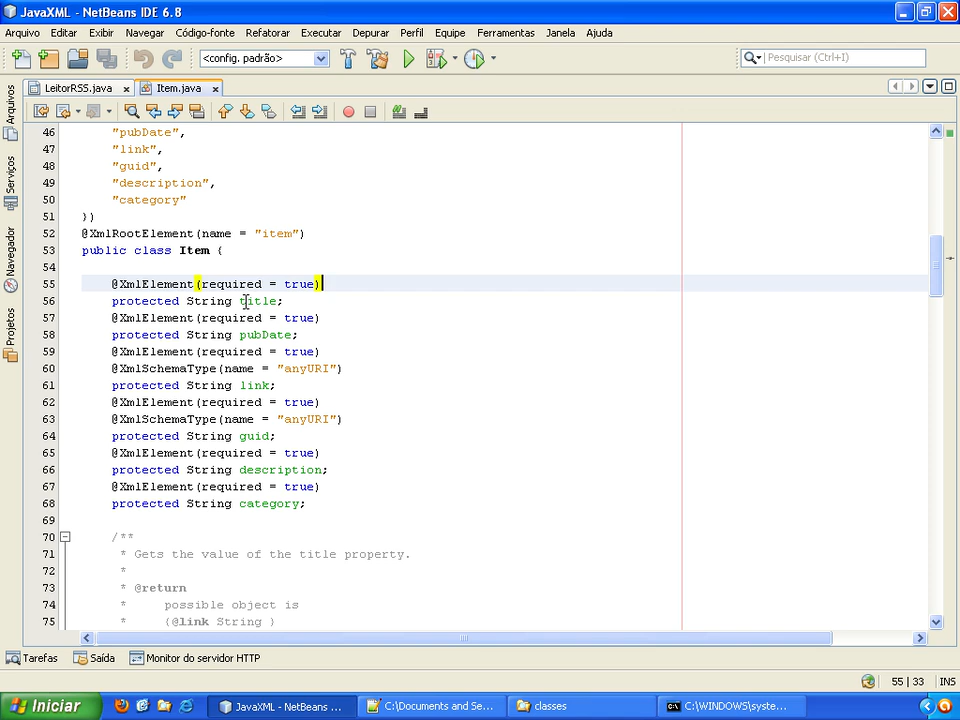 JavaXML - NetBeans IDE 6.8
Arquivo Editar Exibir Navegar Código-fonte Refatorar Executar Depurar Perfil Equipe Ferramentas Janela Ajuda
<config. padrão> Pesquisar (Ctrl+I)
LeitorRSS.java Item.java
Arquivos
Serviços
Navegador
Projetos
46 "pubDate",
47 "link",
48 "guid",
49 "description",
50 "category"
51 })
52 @XmlRootElement(name = "item")
53 public class Item {
54
55 @XmlElement(required = true)
56 protected String title;
57 @XmlElement(required = true)
58 protected String pubDate;
59 @XmlElement(required = true)
60 @XmlSchemaType(name = "anyURI")
61 protected String link;
62 @XmlElement(required = true)
63 @XmlSchemaType(name = "anyURI")
64 protected String guid;
65 @XmlElement(required = true)
66 protected String description;
67 @XmlElement(required = true)
68 protected String category;
69
70 /**
71 * Gets the value of the title property.
72 *
73 * @return
74 * possible object is
75 * {@link String }
Tarefas Saída Monitor do servidor HTTP
55 | 33 INS
Iniciar JavaXML - NetBeans ... C:\Documents and Se... classes C:\WINDOWS\syste...